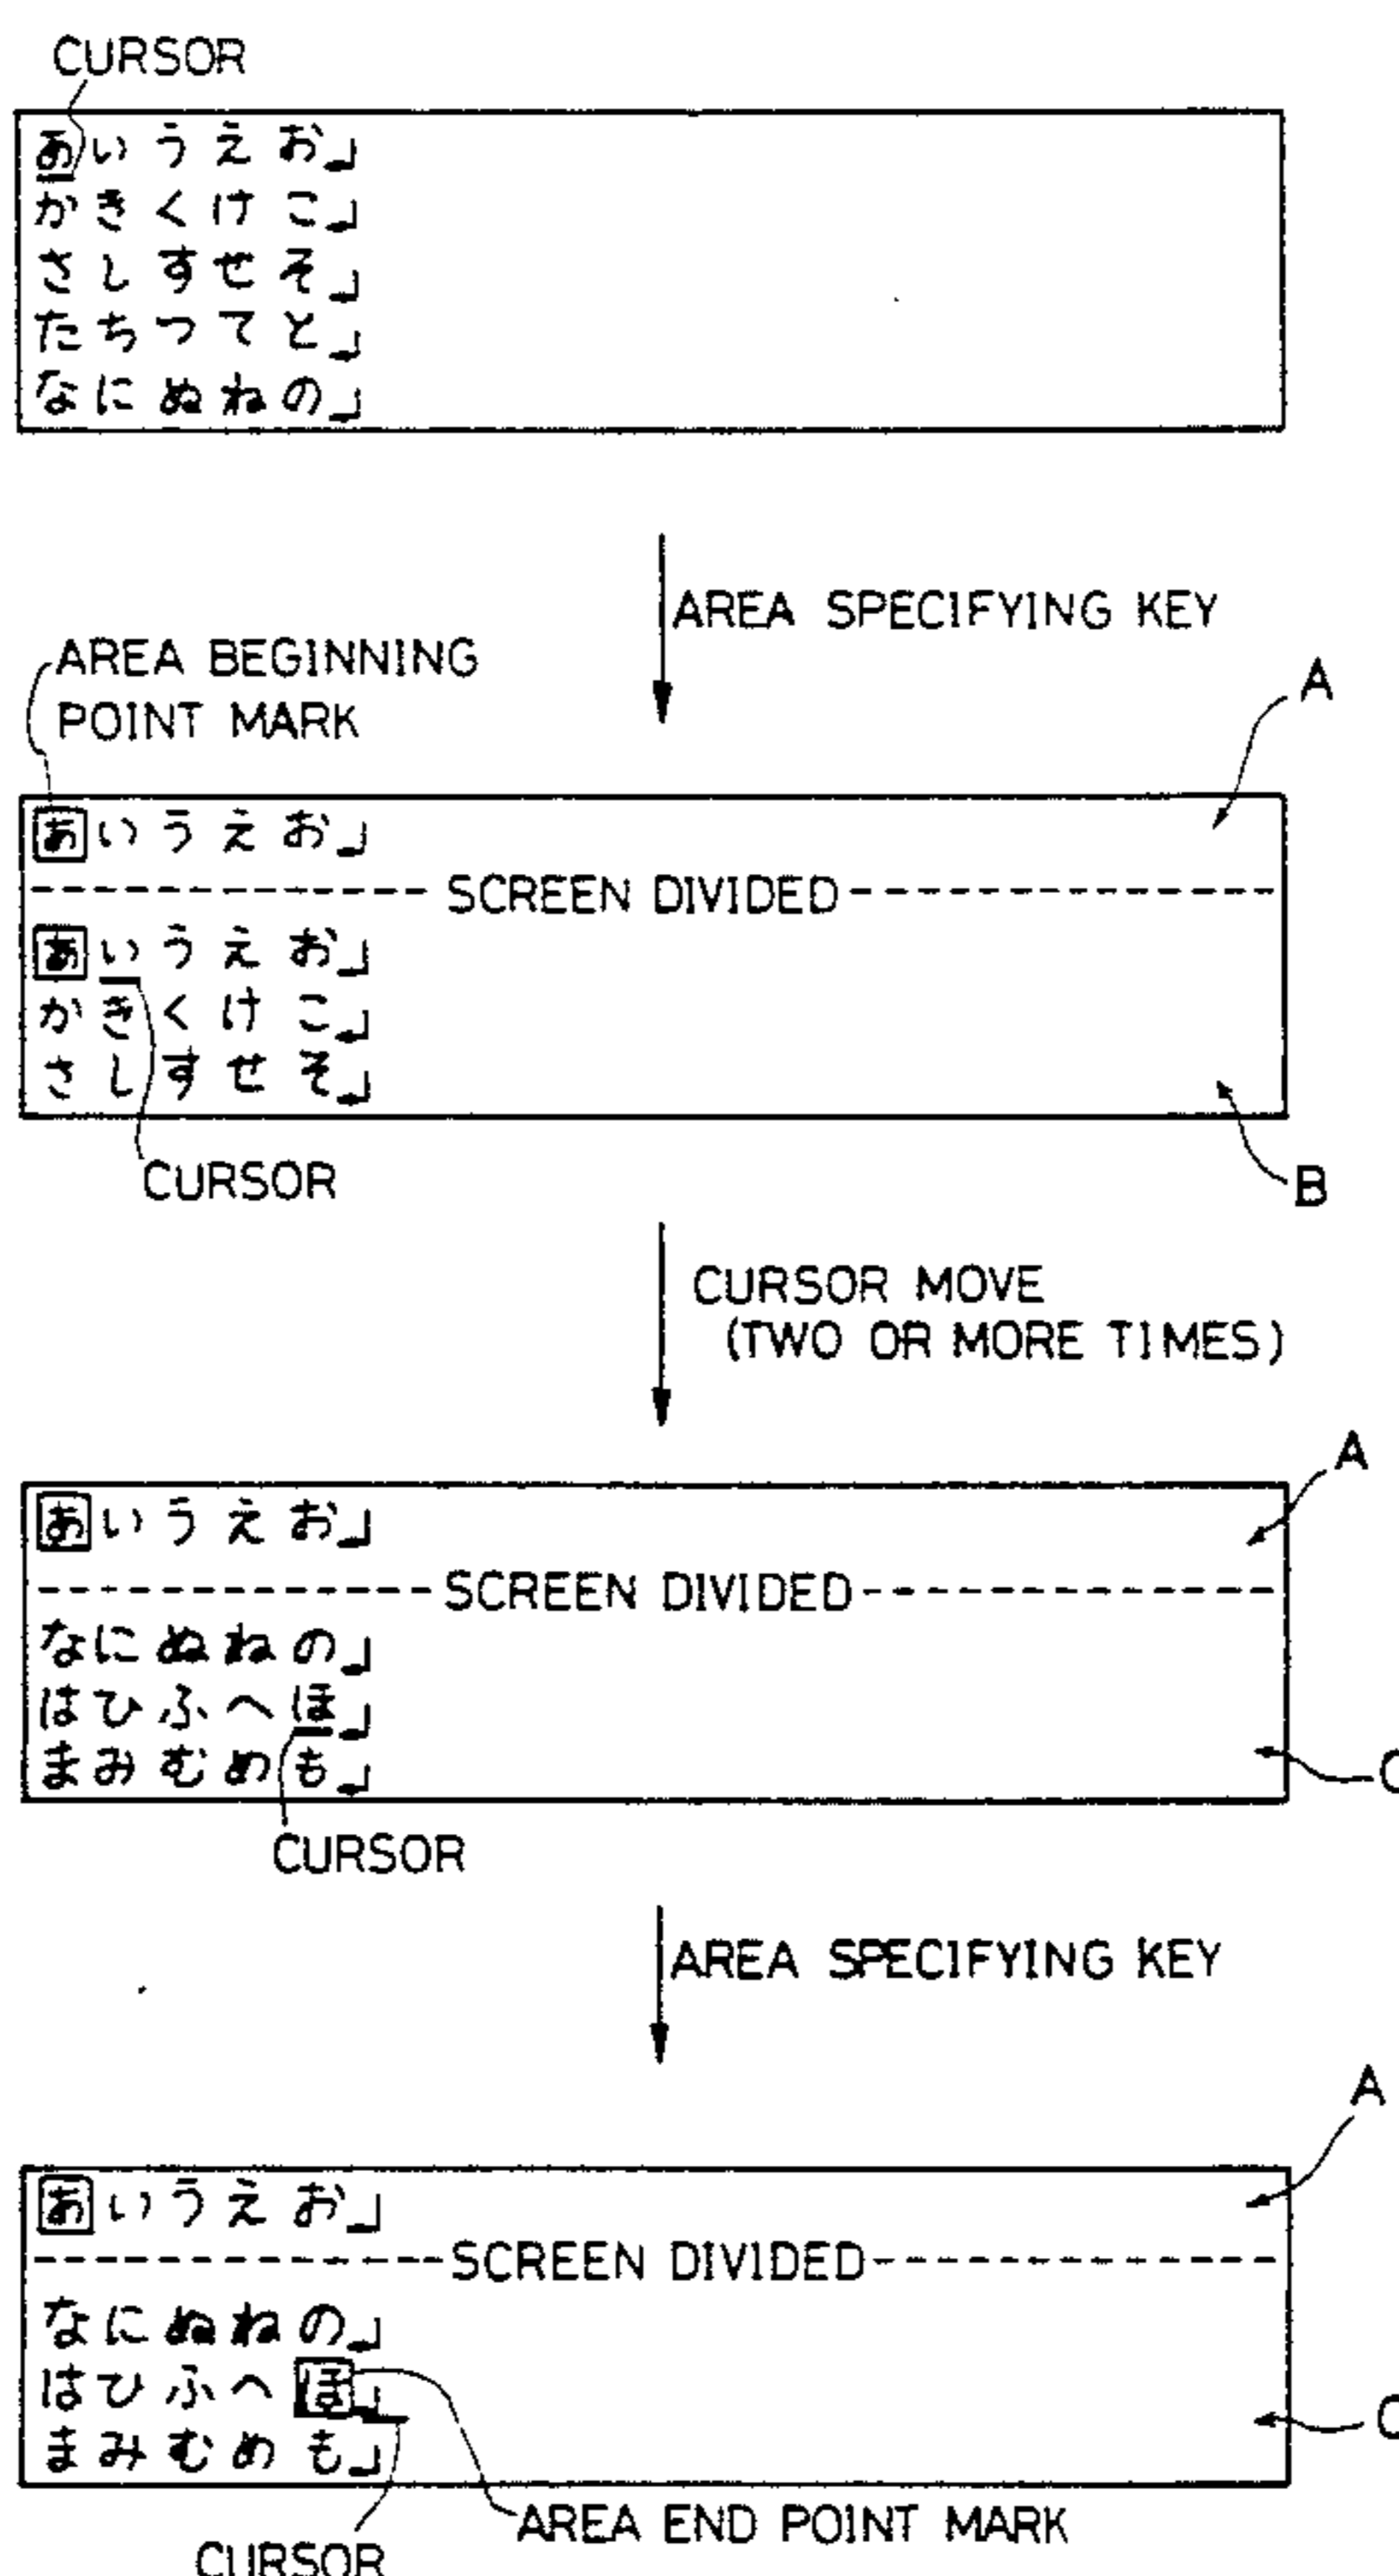 CURSOR
あいうえお↵
かきくけこ↵
さしすせそ↵
たちつてと↵
なにぬねの↵
AREA SPECIFYING KEY
AREA BEGINNING
POINT MARK
A
あいうえお↵
SCREEN DIVIDED
あいうえお↵
かきくけこ↵
さしすせそ↵
CURSOR
B
CURSOR MOVE
(TWO OR MORE TIMES)
A
あいうえお↵
SCREEN DIVIDED
なにぬねの↵
はひふへほ↵
まみむめも↵
C
CURSOR
AREA SPECIFYING KEY
A
あいうえお↵
SCREEN DIVIDED
なにぬねの↵
はひふへほ↵
まみむめも↵
C
AREA END POINT MARK
CURSOR